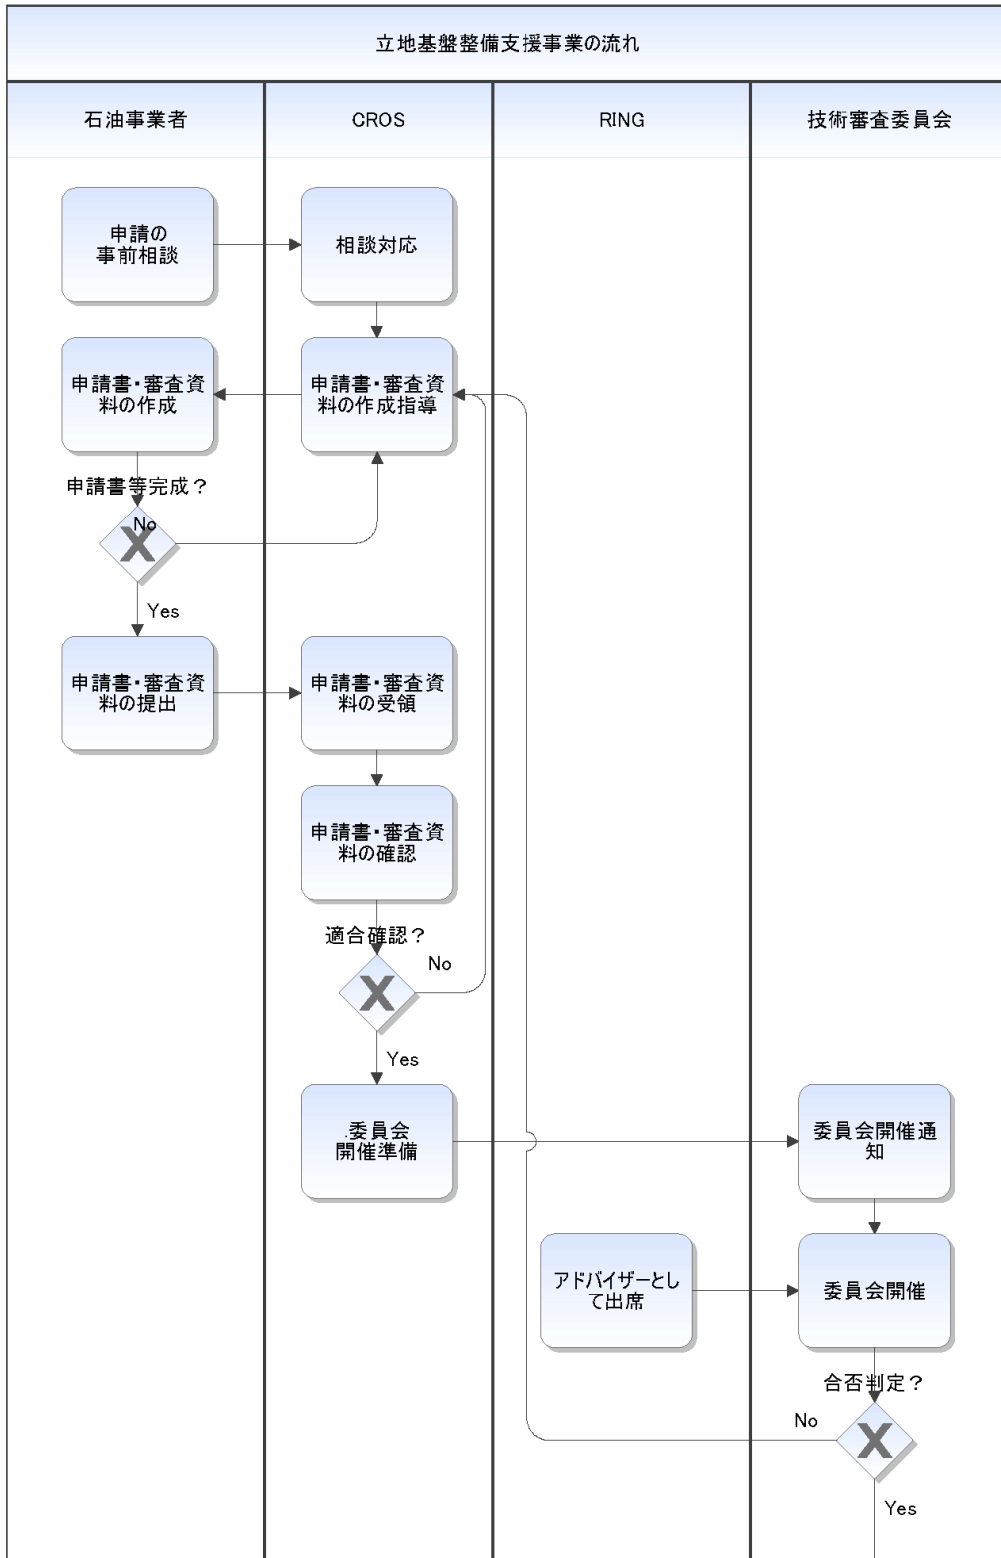 立地基盤整備支援事業の流れ
石油事業者
CROS
RING
技術審査委員会
申請の
事前相談
相談対応
申請書・審査資
料の作成
申請書・審査資
料の作成指導
申請書等完成？
No
Yes
申請書・審査資
料の提出
申請書・審査資
料の受領
申請書・審査資
料の確認
適合確認？
No
Yes
.委員会
開催準備
委員会開催通
知
アドバイザーとし
て出席
委員会開催
合否判定？
No
Yes